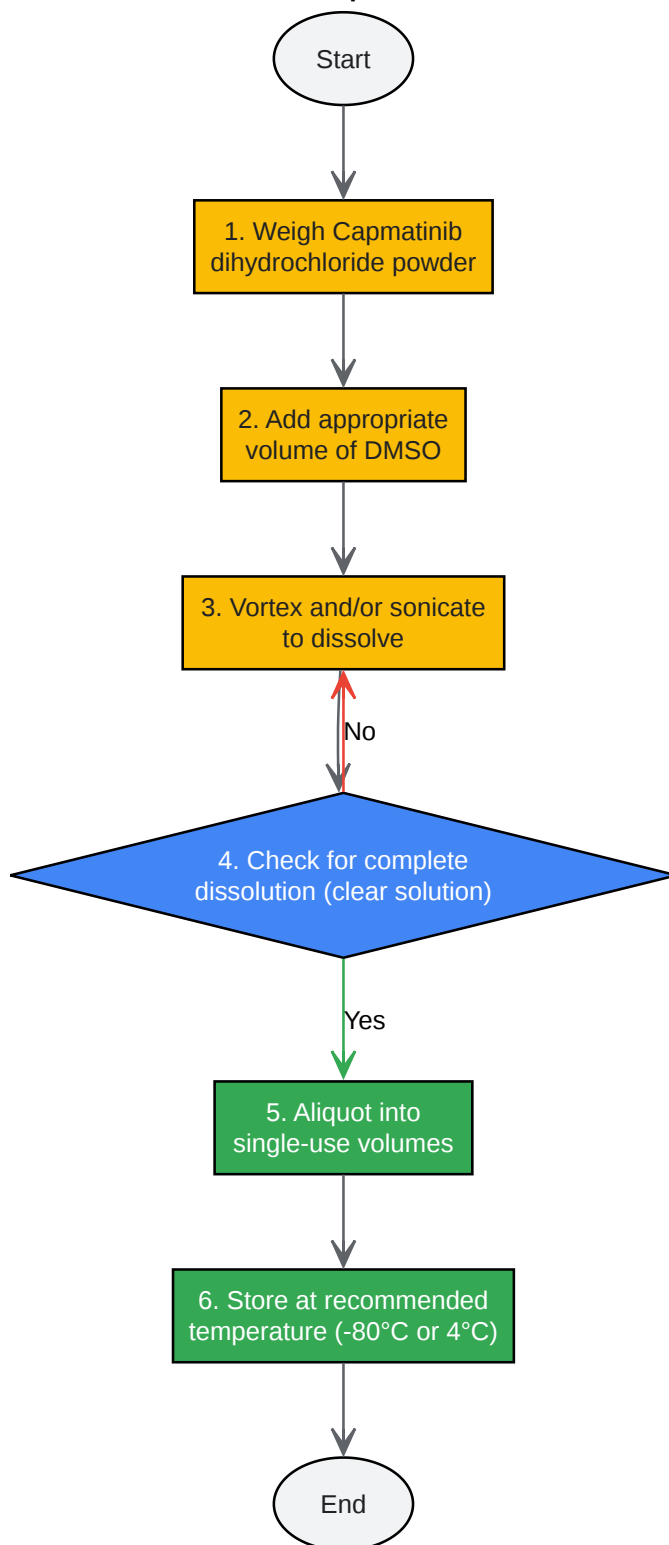 Start
1. Weigh Capmatinib
dihydrochloride powder
2. Add appropriate
volume of DMSO
3. Vortex and/or sonicate
to dissolve
No
4. Check for complete
dissolution (clear solution)
Yes
5. Aliquot into
single-use volumes
6. Store at recommended
temperature (-80°C or 4°C)
End